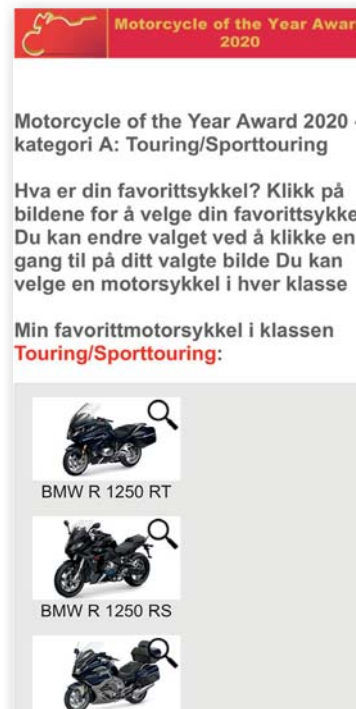 Motorcycle of the Year Awar
2020
Motorcycle of the Year Award 2020 -
kategori A: Touring/Sporttouring
Hva er din favorittsykkel? Klikk på
bildene for å velge din favorittsykke
Du kan endre valget ved å klikke en
gang til på ditt valgte bilde Du kan
velge en motorsykkel i hver klasse
Min favorittmotorsykkel i klassen
Touring/Sporttouring:
BMW R 1250 RT
BMW R 1250 RS